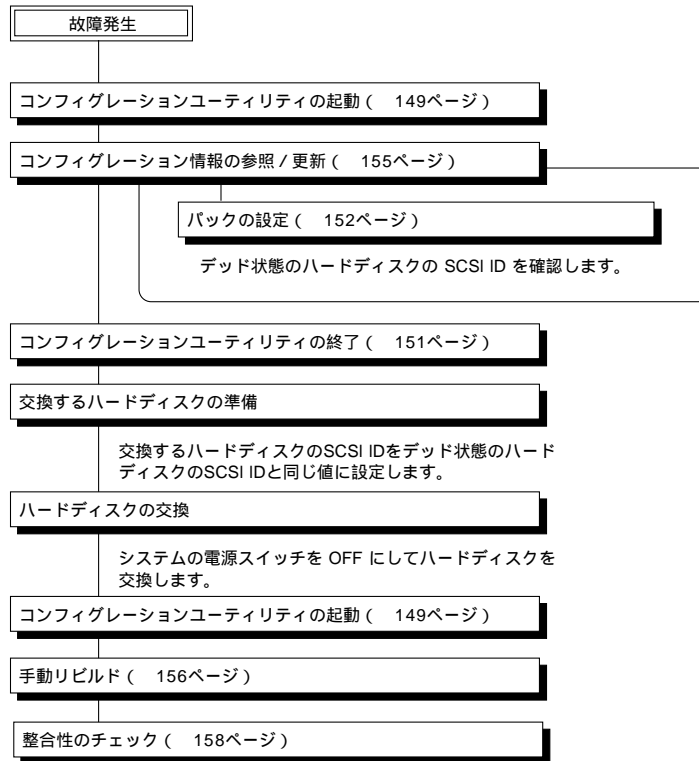 故障発生
コンフィグレーションユーティリティの起動（　149ページ）
コンフィグレーション情報の参照／更新（　155ページ）
パックの設定（　152ページ）
デッド状態のハードディスクの SCSI ID を確認します。
コンフィグレーションユーティリティの終了（　151ページ）
交換するハードディスクの準備
交換するハードディスクのSCSI IDをデッド状態のハード
ディスクのSCSI IDと同じ値に設定します。
ハードディスクの交換
システムの電源スイッチを OFF にしてハードディスクを
交換します。
コンフィグレーションユーティリティの起動（　149ページ）
手動リビルド（　156ページ）
整合性のチェック（　158ページ）